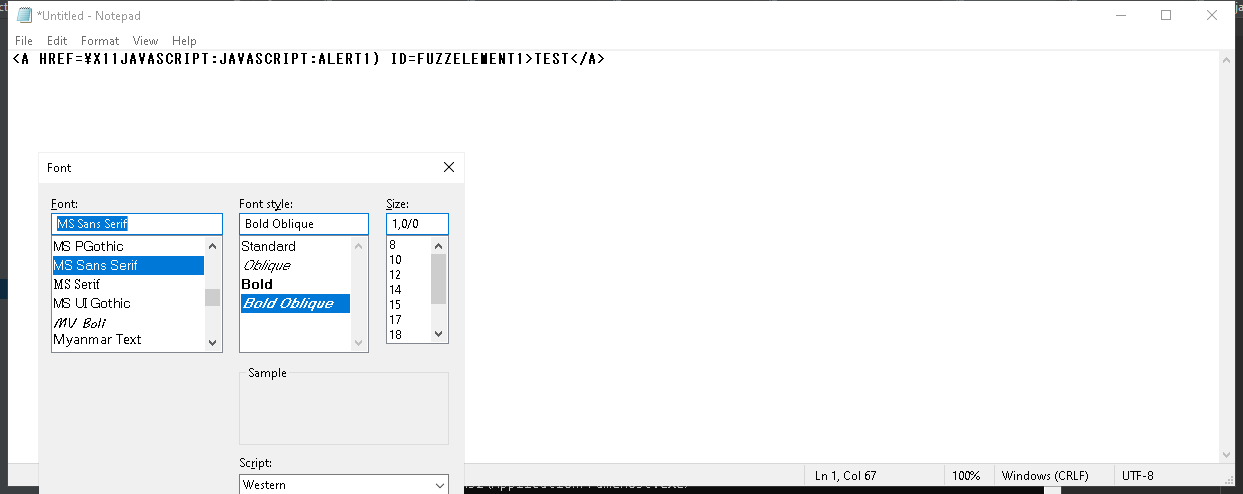 *Untitled - Notepad
File Edit Format View Help
<A HREF=¥X11JAVASCRIPT:JAVASCRIPT:ALERT1) ID=FUZZELEMENT1>TEST</A>
Font
Font:
Font style:
Size:
MS Sans Serif
Bold Oblique
1,0/0
MS PGothic
MS Sans Serif
MS Serif
MS UI Gothic
MV Boli
Myanmar Text
Standard
Oblique
Bold
Bold Oblique
8
10
12
14
15
17
18
Sample
Script:
Western
Ln 1, Col 67
100%
Windows (CRLF)
UTF-8